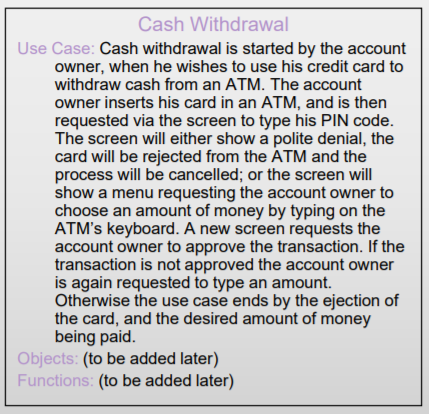 Cash Withdrawal
Use Case: Cash withdrawal is started by the account
owner, when he wishes to use his credit card to
withdraw cash from an ATM. The account
owner inserts his card in an ATM, and is then
requested via the screen to type his PIN code.
The screen will either show a polite denial, the
card will be rejected from the ATM and the
process will be cancelled; or the screen will
show a menu requesting the account owner to
choose an amount of money by typing on the
ATM's keyboard. A new screen requests the
account owner to approve the transaction. If the
transaction is not approved the account owner
is again requested to type an amount.
Otherwise the use case ends by the ejection of
the card, and the desired amount of money
being paid.
Objects: (to be added later)
Functions: (to be added later)